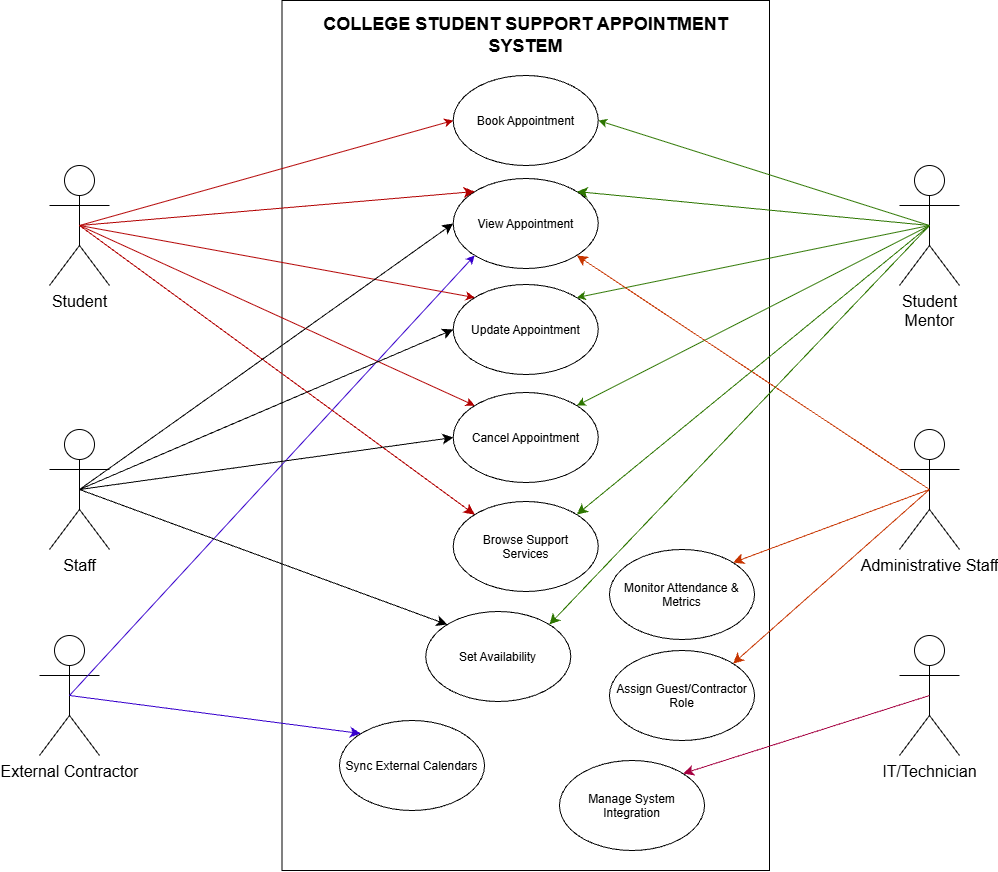 COLLEGE STUDENT SUPPORT APPOINTMENT
SYSTEM
Book Appointment
View Appointment
Student
Student
Mentor
Update Appointment
Cancel Appointment
Browse Support
Services
Staff
Administrative Staff
Monitor Attendance &
Metrics
Set Availability
Assign Guest/Contractor
Role
External Contractor
Sync External Calendars
IT/Technician
Manage System
Integration